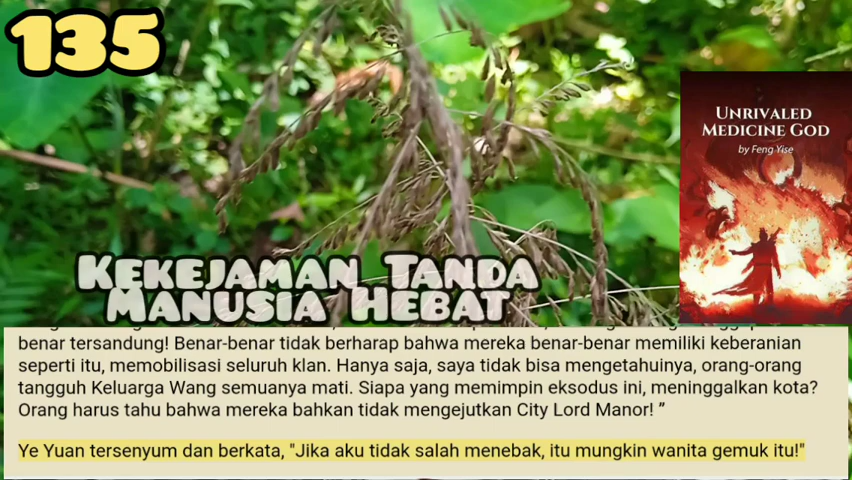 135
UNRIVALED
MEDICINE GOD
by Feng Yise
KEKEJAMAN TANDA
MANUSIA HEBAT
benar tersandung! Benar-benar tidak berharap bahwa mereka benar-benar memiliki keberanian
seperti itu, memobilisasi seluruh klan. Hanya saja, saya tidak bisa mengetahuinya, orang-orang
tangguh Keluarga Wang semuanya mati. Siapa yang memimpin eksodus ini, meninggalkan kota?
Orang harus tahu bahwa mereka bahkan tidak mengejutkan City Lord Manor! ”
Ye Yuan tersenyum dan berkata, "Jika aku tidak salah menebak, itu mungkin wanita gemuk itu!"